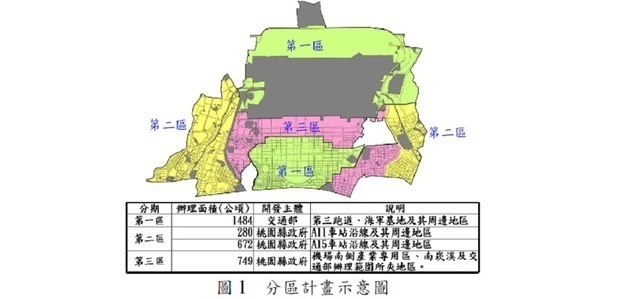 第一區
第二區
第三區
第二區
第一區
分期 辦理面積(公頃) 開發主體 說明
第一區 1484 交通部 第三跑道、海軍基地及其周邊地區
第二區 280 桃園縣政府 A11車站沿線及其周邊地區
672 桃園縣政府 A15車站沿線及其周邊地區
第三區 749 桃園縣政府 機場南側產業專用區、南崁溪及交
通部辦理範圍所夾地區。
圖 1 分區計畫示意圖